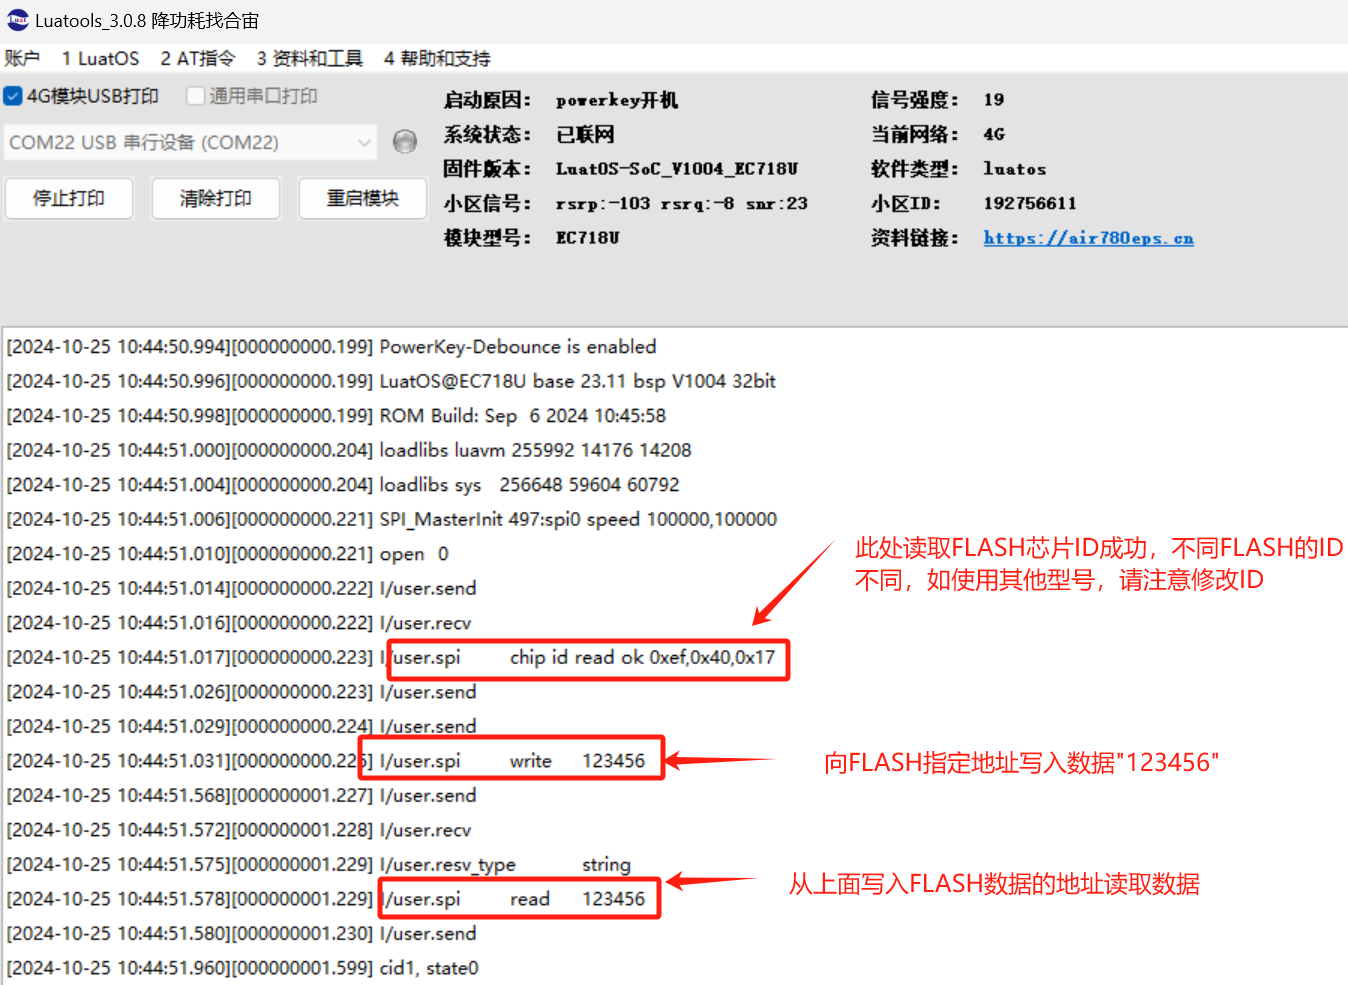 Luat
Luatools_3.0.8 降功耗找合宙
账户 1 LuatOS 2 AT指令 3 资料和工具 4 帮助和支持
4G模块USB打印 通用串口打印
COM22 USB 串行设备 (COM22)
停止打印 清除打印 重启模块
启动原因： powerkey开机 信号强度： 19
系统状态： 已联网 当前网络： 4G
固件版本： LuatOS-SoC_V1004_EC718U 软件类型： luatos
小区信号： rsrp:-103 rsrq:-8 snr:23 小区ID： 192756611
模块型号： EC718U 资料链接： https://air780eps.cn
[2024-10-25 10:44:50.994][000000000.199] PowerKey-Debounce is enabled
[2024-10-25 10:44:50.996][000000000.199] LuatOS@EC718U base 23.11 bsp V1004 32bit
[2024-10-25 10:44:50.998][000000000.199] ROM Build: Sep  6 2024 10:45:58
[2024-10-25 10:44:51.000][000000000.204] loadlibs luavm 255992 14176 14208
[2024-10-25 10:44:51.004][000000000.204] loadlibs sys   256648 59604 60792
[2024-10-25 10:44:51.006][000000000.221] SPI_MasterInit 497:spi0 speed 100000,100000
[2024-10-25 10:44:51.010][000000000.221] open  0
此处读取FLASH芯片ID成功，不同FLASH的ID
不同，如使用其他型号，请注意修改ID
[2024-10-25 10:44:51.014][000000000.222] I/user.send
[2024-10-25 10:44:51.016][000000000.222] I/user.recv
[2024-10-25 10:44:51.017][000000000.223] I/user.spi chip id read ok 0xef,0x40,0x17
[2024-10-25 10:44:51.026][000000000.223] I/user.send
[2024-10-25 10:44:51.029][000000000.224] I/user.send
[2024-10-25 10:44:51.031][000000000.225] I/user.spi write 123456
向FLASH指定地址写入数据"123456"
[2024-10-25 10:44:51.568][000000001.227] I/user.send
[2024-10-25 10:44:51.572][000000001.228] I/user.recv
[2024-10-25 10:44:51.575][000000001.229] I/user.resv_type string
[2024-10-25 10:44:51.578][000000001.229] I/user.spi read 123456
从上面写入FLASH数据的地址读取数据
[2024-10-25 10:44:51.580][000000001.230] I/user.send
[2024-10-25 10:44:51.960][000000001.599] cid1, state0